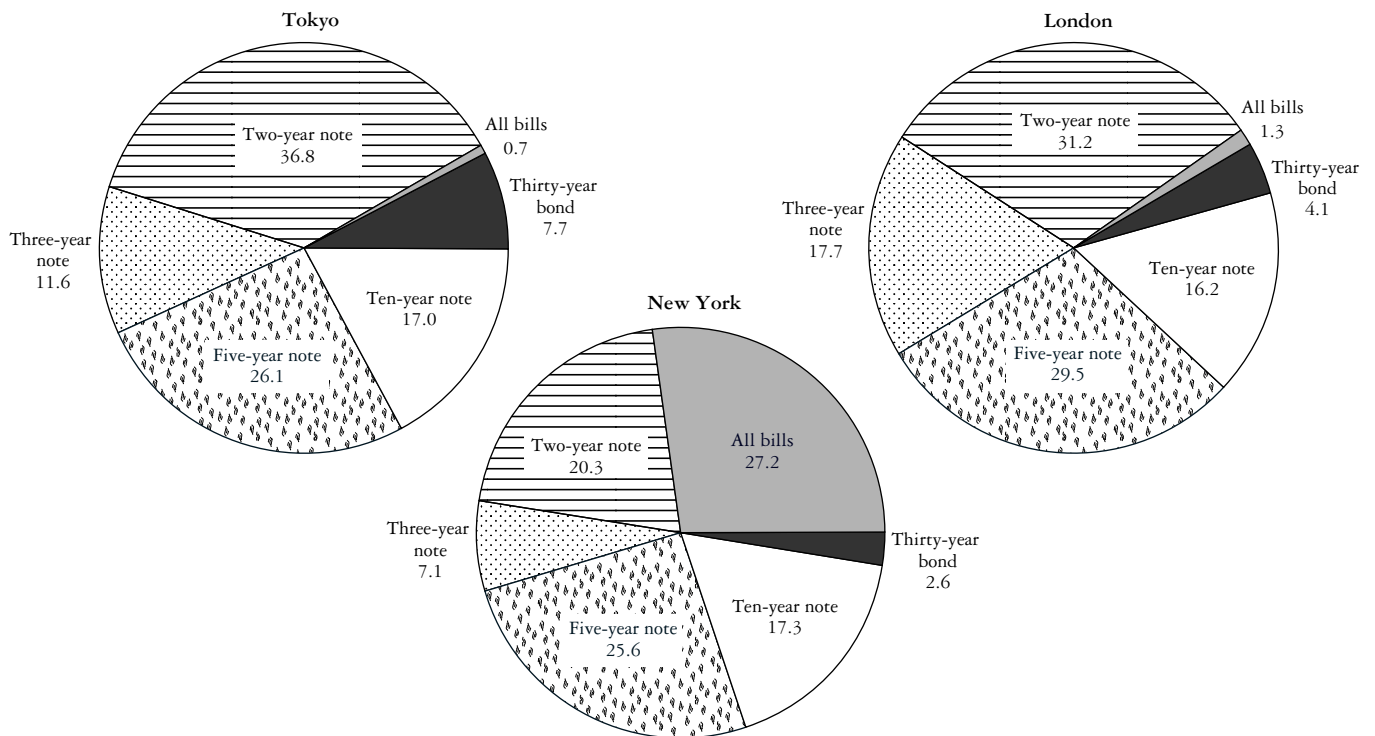 Tokyo
Two-year note
36.8
All bills
0.7
Thirty-year
bond
7.7
Three-year
note
11.6
Ten-year note
17.0
Five-year note
26.1
London
Two-year note
31.2
All bills
1.3
Thirty-year
bond
4.1
Three-year
note
17.7
Ten-year note
16.2
Five-year note
29.5
New York
All bills
27.2
Two-year note
20.3
Three-year
note
7.1
Thirty-year
bond
2.6
Ten-year note
17.3
Five-year note
25.6